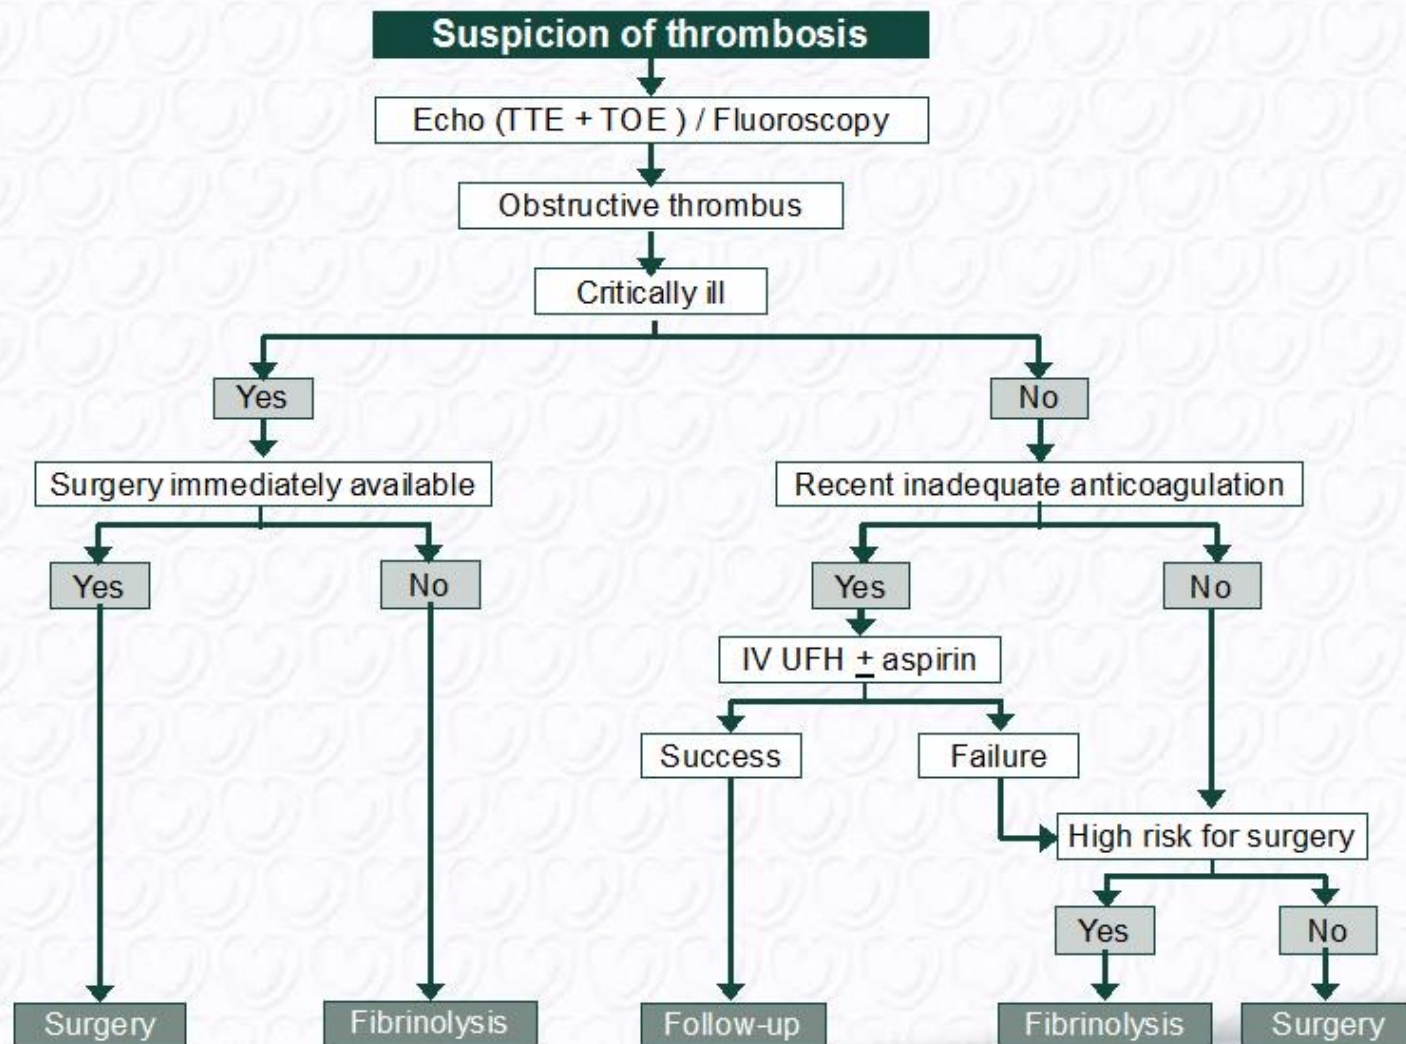 Suspicion of thrombosis
Echo (TTE + TOE ) / Fluoroscopy
Obstructive thrombus
Critically ill
Yes
No
Surgery immediately available
Recent inadequate anticoagulation
Yes
No
Yes
No
IV UFH ± aspirin
Success
Failure
High risk for surgery
Yes
No
Surgery
Fibrinolysis
Follow-up
Fibrinolysis
Surgery